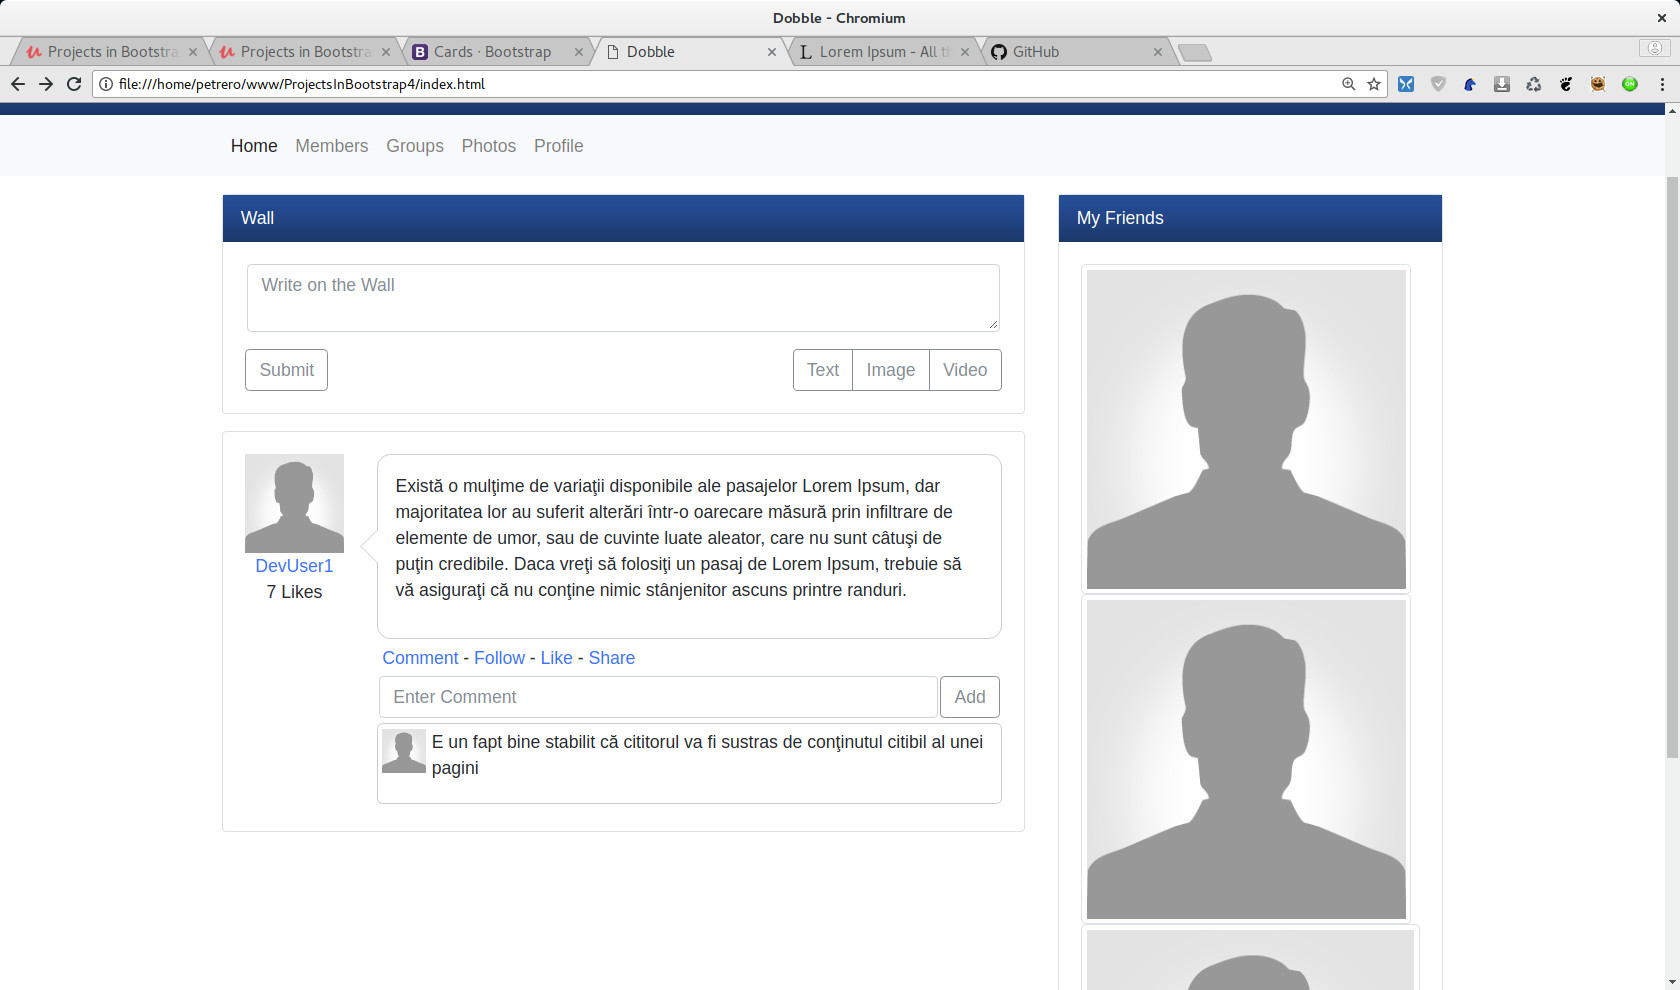 Dobble - Chromium
Projects in Bootstra
Projects in Bootstra
Cards · Bootstrap
Dobble
Lorem Ipsum - All t
GitHub
file:///home/petrero/www/ProjectsInBootstrap4/index.html
Home Members Groups Photos Profile
Wall
Write on the Wall
Submit
Text Image Video
DevUser1
7 Likes
Există o mulţime de variaţii disponibile ale pasajelor Lorem Ipsum, dar
majoritatea lor au suferit alterări într-o oarecare măsură prin infiltrare de
elemente de umor, sau de cuvinte luate aleator, care nu sunt câtuşi de
puţin credibile. Daca vreţi să folosiţi un pasaj de Lorem Ipsum, trebuie să
vă asiguraţi că nu conţine nimic stânjenitor ascuns printre randuri.
Comment - Follow - Like - Share
Enter Comment
Add
E un fapt bine stabilit că cititorul va fi sustras de conţinutul citibil al unei
pagini
My Friends